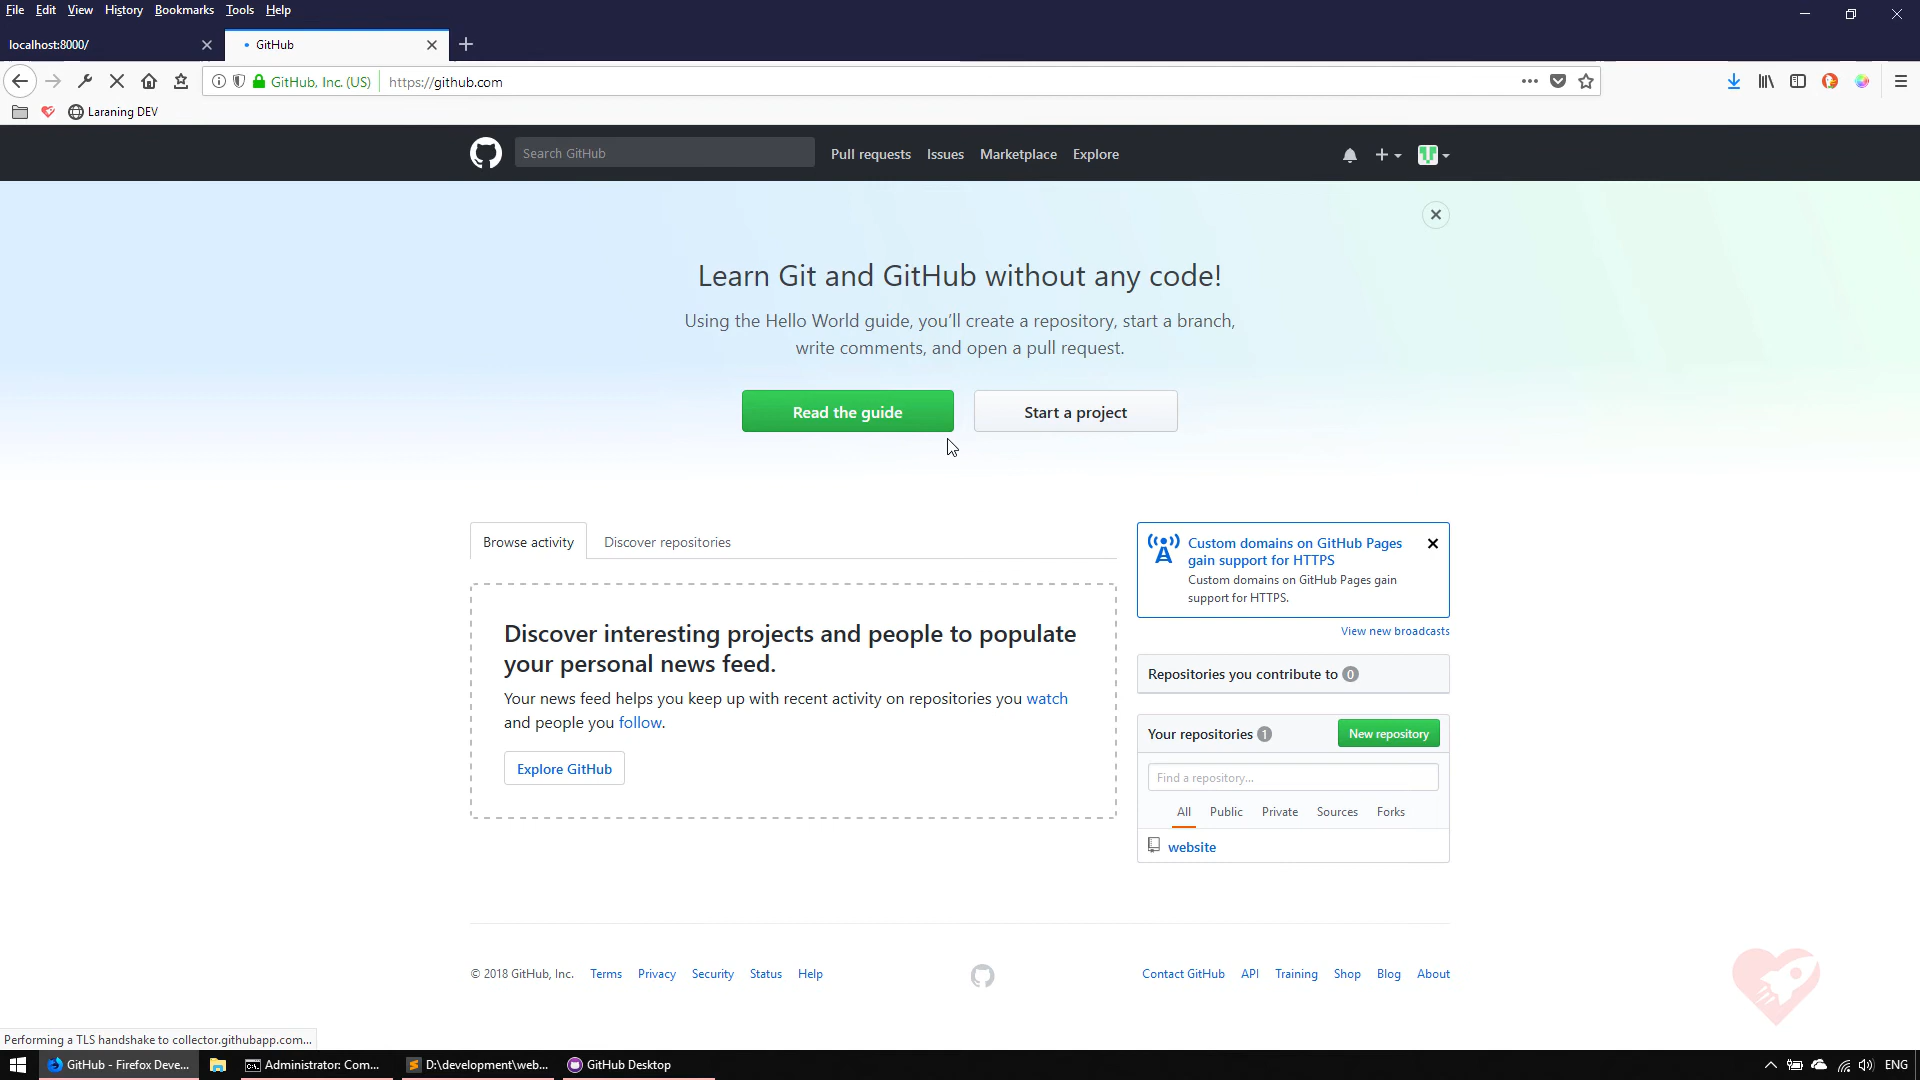 File Edit View History Bookmarks Tools Help
localhost:8000/
GitHub
GitHub, Inc. (US)
https://github.com
Laraning DEV
Search GitHub
Pull requests Issues Marketplace Explore
Learn Git and GitHub without any code!
Using the Hello World guide, you’ll create a repository, start a branch,
write comments, and open a pull request.
Read the guide
Start a project
Browse activity
Discover repositories
Discover interesting projects and people to populate
your personal news feed.
Your news feed helps you keep up with recent activity on repositories you watch
and people you follow.
Explore GitHub
Custom domains on GitHub Pages
gain support for HTTPS
Custom domains on GitHub Pages gain
support for HTTPS.
View new broadcasts
Repositories you contribute to 0
Your repositories 1
New repository
Find a repository...
All Public Private Sources Forks
website
© 2018 GitHub, Inc. Terms Privacy Security Status Help
Contact GitHub API Training Shop Blog About
Performing a TLS handshake to collector.githubapp.com...
GitHub - Firefox Deve...
Administrator: Com...
D:\development\web...
GitHub Desktop
ENG